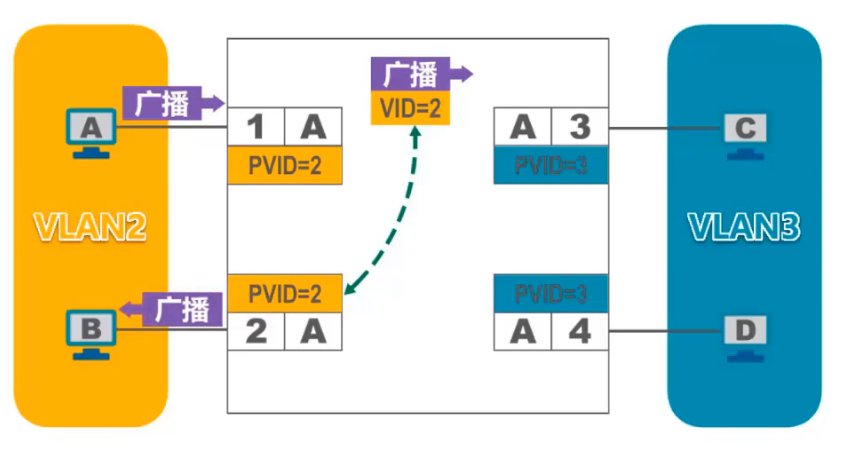 广播
VID=2
广播
A
1 A
PVID=2
A 3
PVID=3
C
VLAN2
VLAN3
广播
B
PVID=2
2 A
PVID=3
A 4
D